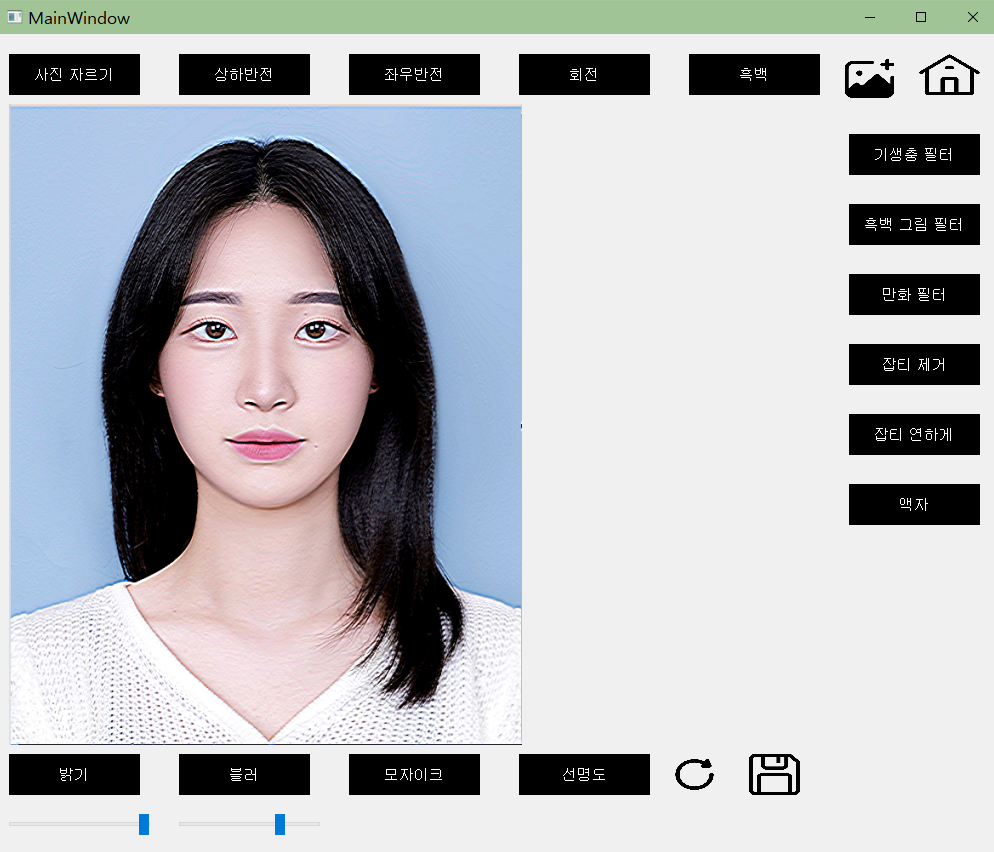 MainWindow
사진 자르기
상하반전
좌우반전
회전
흑백
기생충 필터
흑백 그림 필터
만화 필터
잡티 제거
잡티 연하게
액자
밝기
블러
모자이크
선명도